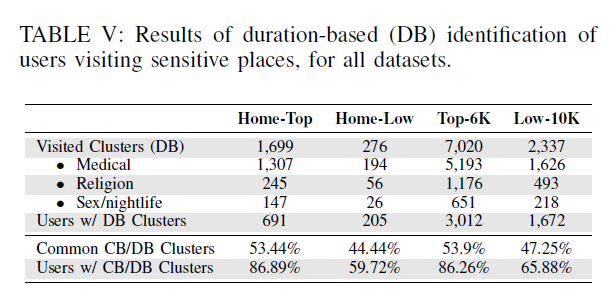 TABLE V: Results of duration-based (DB) identification of
users visiting sensitive places, for all datasets.
Home-Top Home-Low Top-6K Low-10K
Visited Clusters (DB) 1,699 276 7,020 2,337
• Medical 1,307 194 5,193 1,626
• Religion 245 56 1,176 493
• Sex/nightlife 147 26 651 218
Users w/ DB Clusters 691 205 3,012 1,672
Common CB/DB Clusters 53.44% 44.44% 53.9% 47.25%
Users w/ CB/DB Clusters 86.89% 59.72% 86.26% 65.88%